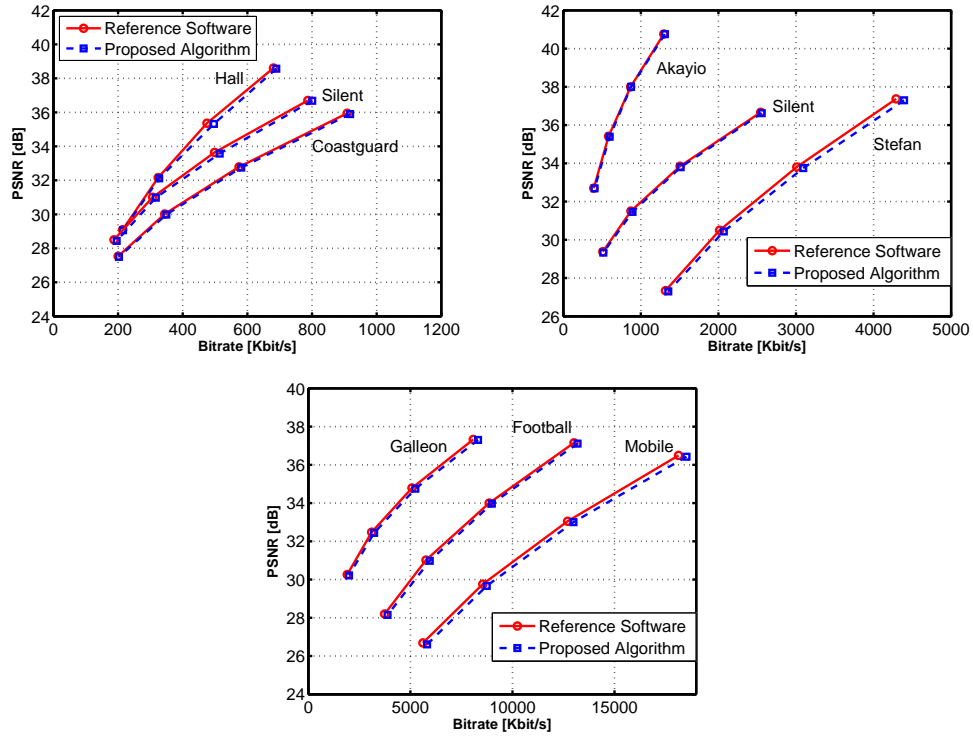 42
40
38
36
34
32
30
28
26
24
PSNR [dB]
Reference Software
Proposed Algorithm
Hall
Silent
Coastguard
0 200 400 600 800 1000 1200
Bitrate [Kbit/s]
42
40
38
36
34
32
30
28
26
PSNR [dB]
Akayio
Silent
Stefan
Reference Software
Proposed Algorithm
0 1000 2000 3000 4000 5000
Bitrate [Kbit/s]
40
38
36
34
32
30
28
26
24
PSNR [dB]
Galleon
Football
Mobile
Reference Software
Proposed Algorithm
0 5000 10000 15000
Bitrate [Kbit/s]